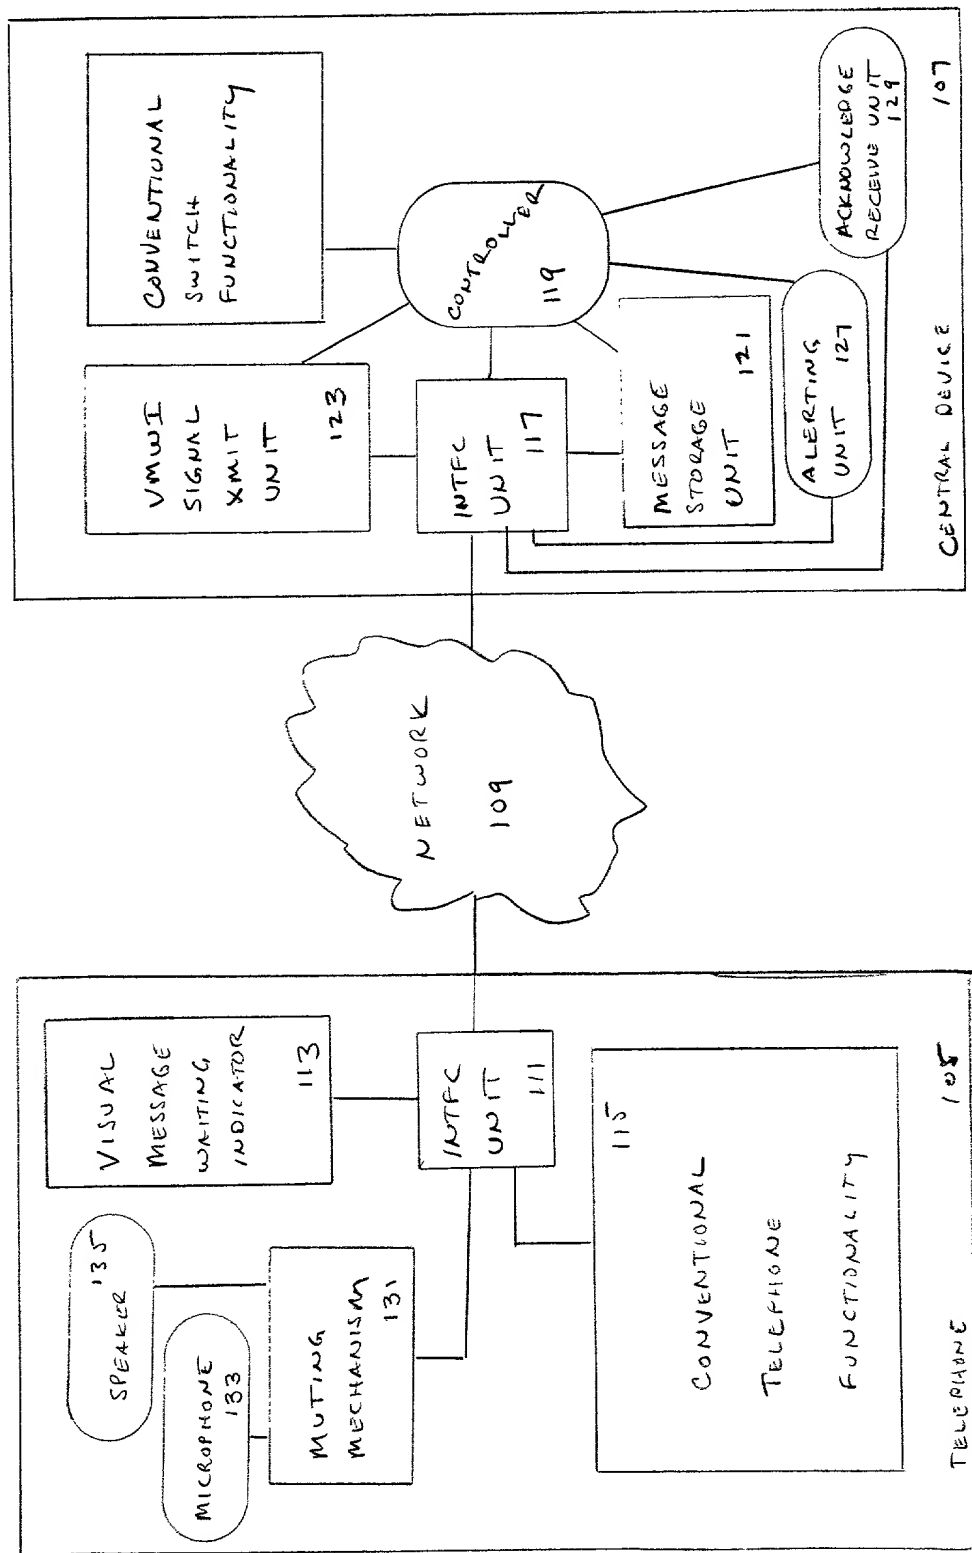 SPEAKER
135
MICROPHONE
133
MUTING
MECHANISM
131
VISUAL
MESSAGE
WAITING
INDICATOR
113
INTFC
UNIT
111
115
CONVENTIONAL
TELEPHONE
FUNCTIONALITY
TELEPHONE 105
NETWORK
109
VMWI
SIGNAL
XMIT
UNIT
123
CONVENTIONAL
SWITCH
FUNCTIONALITY
INTFC
UNIT
117
CONTROLLER
119
MESSAGE
STORAGE
UNIT
121
ALERTING
UNIT 127
ACKNOWLEDGE
RECEIVE UNIT
129
CENTRAL DEVICE 107